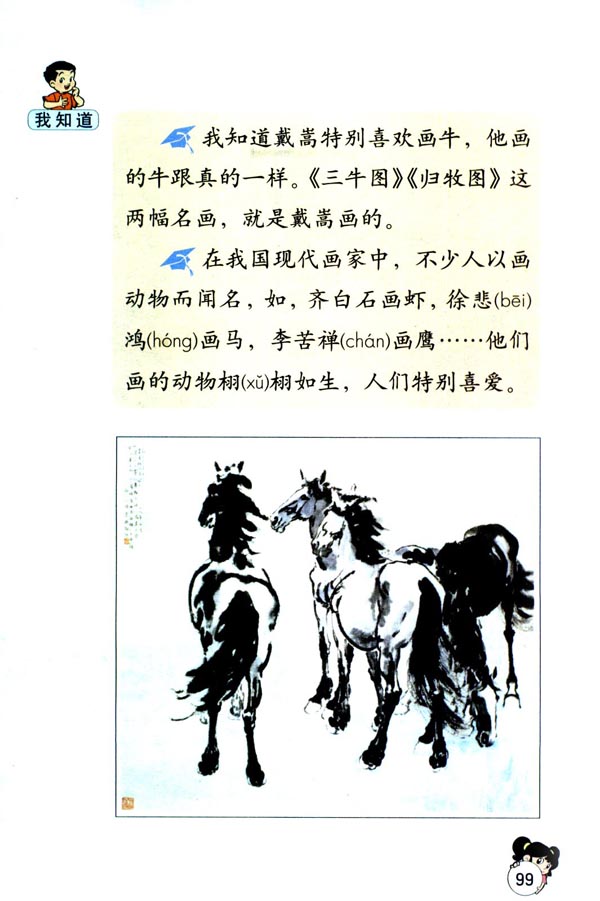 我知道
我知道戴嵩特别喜欢画牛，他画
的牛跟真的一样。《三牛图》《归牧图》这
两幅名画，就是戴嵩画的。
在我国现代画家中，不少人以画
动物而闻名，如，齐白石画虾，徐悲(bēi)
鸿(hóng)画马，李苦禅(chán)画鹰……他们
画的动物栩(xǔ)栩如生，人们特别喜爱。
99